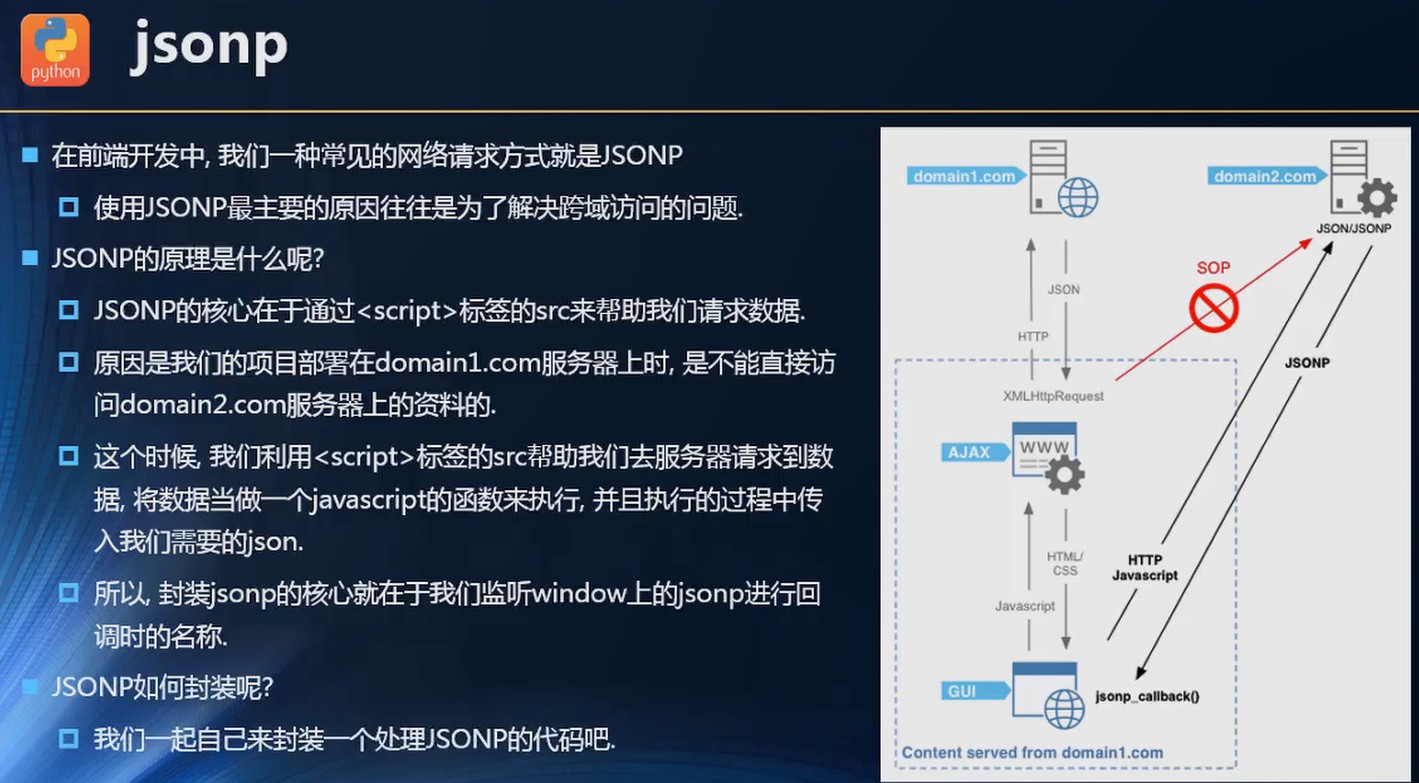 python
jsonp
在前端开发中, 我们一种常见的网络请求方式就是JSONP
使用JSONP最主要的原因往往是为了解决跨域访问的问题.
JSONP的原理是什么呢?
JSONP的核心在于通过<script>标签的src来帮助我们请求数据.
原因是我们的项目部署在domain1.com服务器上时, 是不能直接访
问domain2.com服务器上的资料的.
这个时候, 我们利用<script>标签的src帮助我们去服务器请求到数
据, 将数据当做一个javascript的函数来执行, 并且执行的过程中传
入我们需要的json.
所以, 封装jsonp的核心就在于我们监听window上的jsonp进行回
调时的名称.
JSONP如何封装呢?
我们一起自己来封装一个处理JSONP的代码吧.
domain1.com
domain2.com
JSON/JSONP
SOP
JSON
HTTP
JSONP
XMLHttpRequest
AJAX
WWW
HTML/
CSS
HTTP
Javascript
Javascript
GUI
jsonp_callback()
Content served from domain1.com